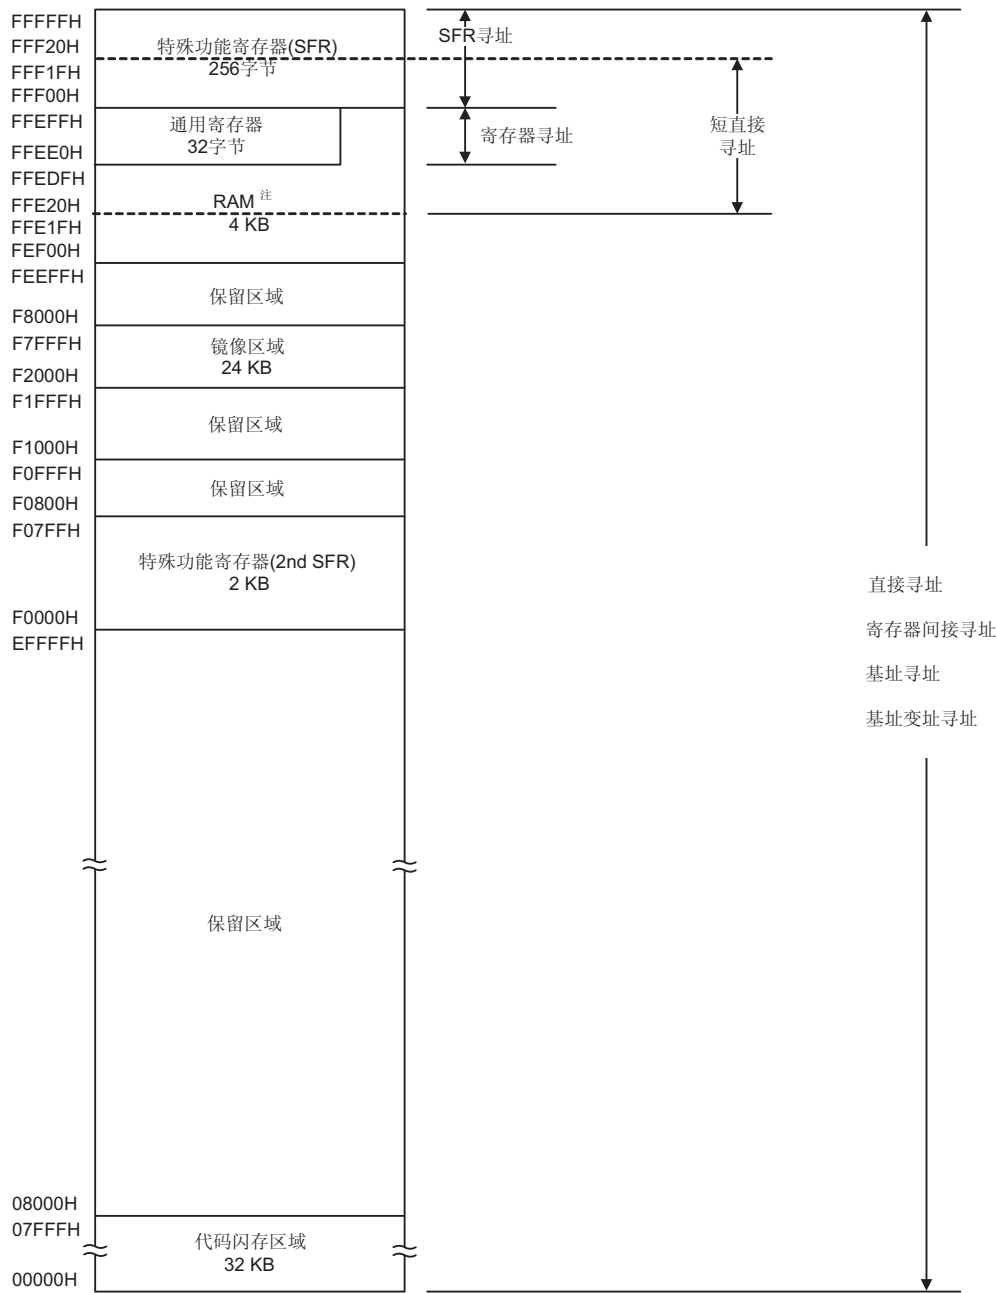 FFFFFH
FFF20H
FFF1FH
FFF00H
FFEFFH
FFEE0H
FFEDFH
FFE20H
FFE1FH
FEF00H
FEEFFH
F8000H
F7FFFH
F2000H
F1FFFH
F1000H
F0FFFH
F0800H
F07FFH
F0000H
EFFFFH
08000H
07FFFH
00000H
特殊功能寄存器(SFR)
256字节
通用寄存器
32字节
RAM 注
4 KB
保留区域
镜像区域
24 KB
保留区域
保留区域
特殊功能寄存器(2nd SFR)
2 KB
保留区域
代码闪存区域
32 KB
SFR寻址
寄存器寻址
短直接
寻址
直接寻址
寄存器间接寻址
基址寻址
基址变址寻址